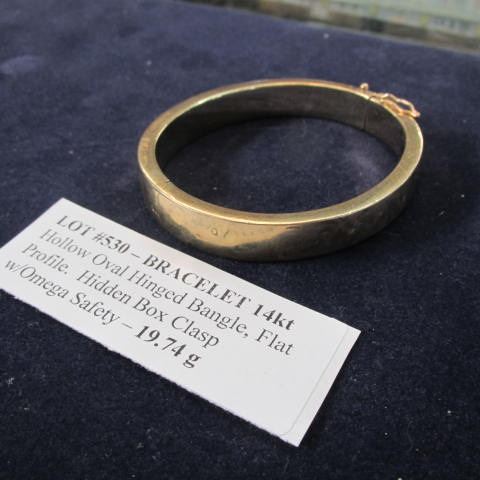 LOT #530 – BRACELET 14kt
Hollow Oval Hinged Bangle, Flat
Profile. Hidden Box Clasp
w/Omega Safety – 19.74 g